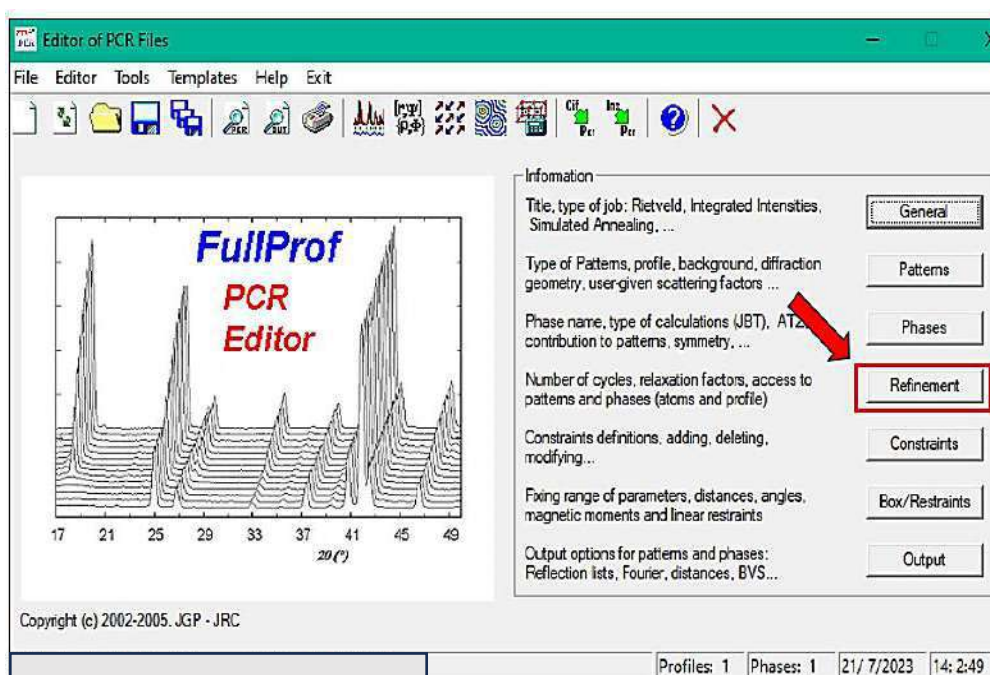 Editor of PCR Files
File Editor Tools Templates Help Exit
PCR OUT [x,y,z] Cif Pcr Ins Pcr ?
Information
Title, type of job: Rietveld, Integrated Intensities,
Simulated Annealing, ...
General
Type of Patterns, profile, background, diffraction
geometry, user-given scattering factors ...
Patterns
Phase name, type of calculations (JBT), ATZ,
contribution to patterns, symmetry, ...
Phases
Number of cycles, relaxation factors, access to
patterns and phases (atoms and profile)
Refinement
Constraints definitions, adding, deleting,
modifying...
Constraints
Fixing range of parameters, distances, angles,
magnetic moments and linear restraints
Box/Restraints
Output options for patterns and phases:
Reflection lists, Fourier, distances, BVS...
Output
FullProf
PCR
Editor
17 21 25 29 33 37 41 45 49
2θ(°)
Copyright (c) 2002-2005. JGP - JRC
Profiles: 1 Phases: 1 21/ 7/2023 14: 2:49